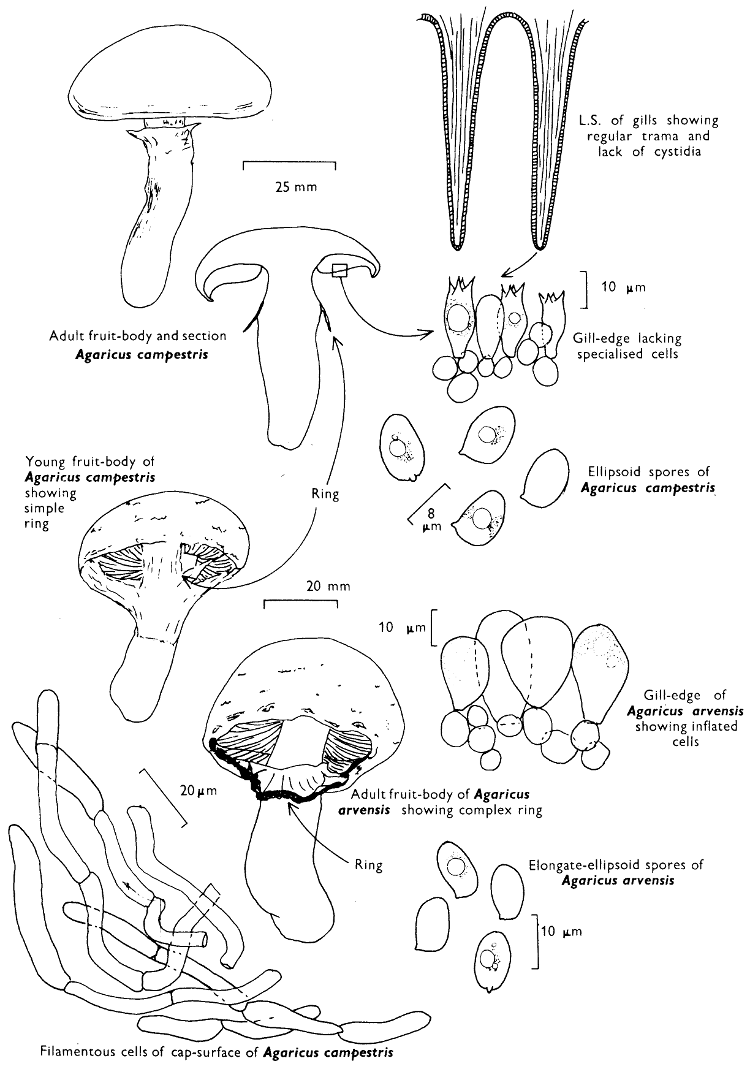 L.S. of gills showing
regular trama and
lack of cystidia
25 mm
10 μm
Adult fruit-body and section
Agaricus campestris
Gill-edge lacking
specialised cells
Young fruit-body of
Agaricus campestris
showing
simple
ring
Ring
Ellipsoid spores of
Agaricus campestris
8
μm
20 mm
10 μm
Gill-edge of
Agaricus arvensis
showing inflated
cells
20 μm
Adult fruit-body of Agaricus
arvensis showing complex ring
Ring
Elongate-ellipsoid spores of
Agaricus arvensis
10 μm
Filamentous cells of cap-surface of Agaricus campestris